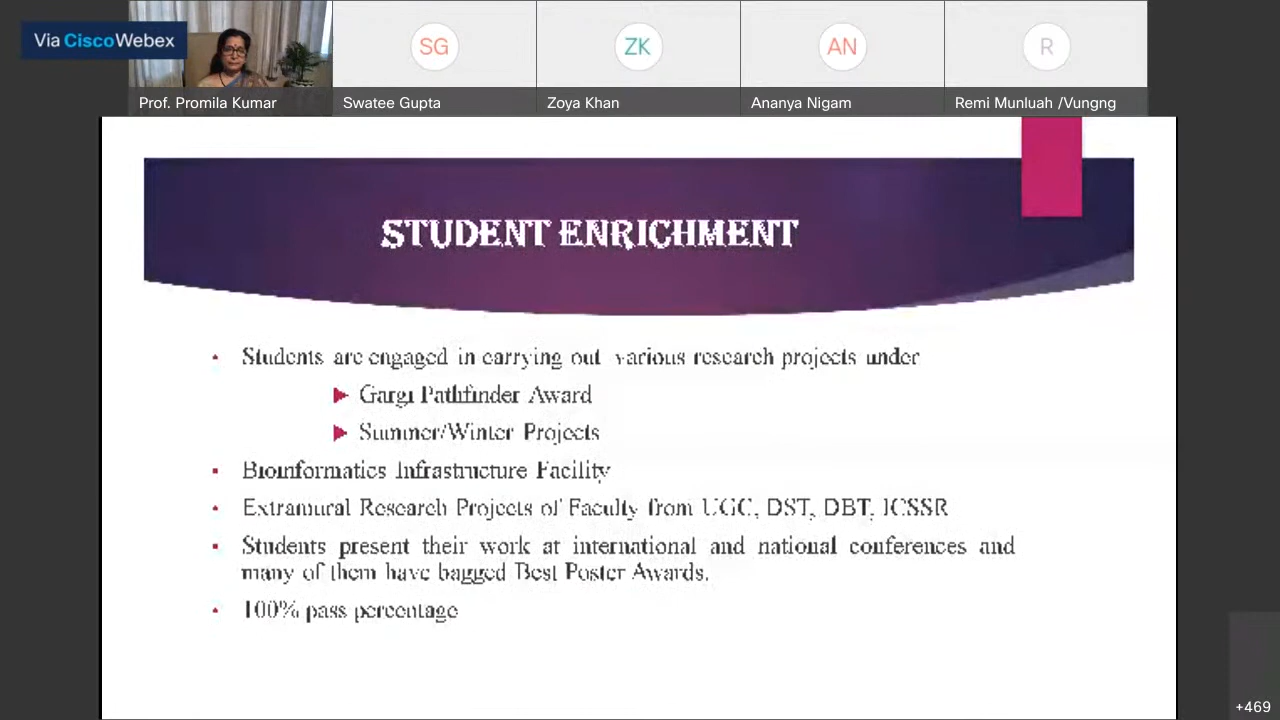 Via Cisco Webex
SG
ZK
AN
R
Prof. Promila Kumar
Swatee Gupta
Zoya Khan
Ananya Nigam
Remi Munluah /Vungng
STUDENT ENRICHMENT
Students are engaged in carrying out various research projects under
Gargi Pathfinder Award
Summer/Winter Projects
Bioinformatics Infrastructure Facility
Extramural Research Projects of Faculty from UGC, DST, DBT, ICSSR
Students present their work at international and national conferences and
many of them have bagged Best Poster Awards.
100% pass percentage
+469